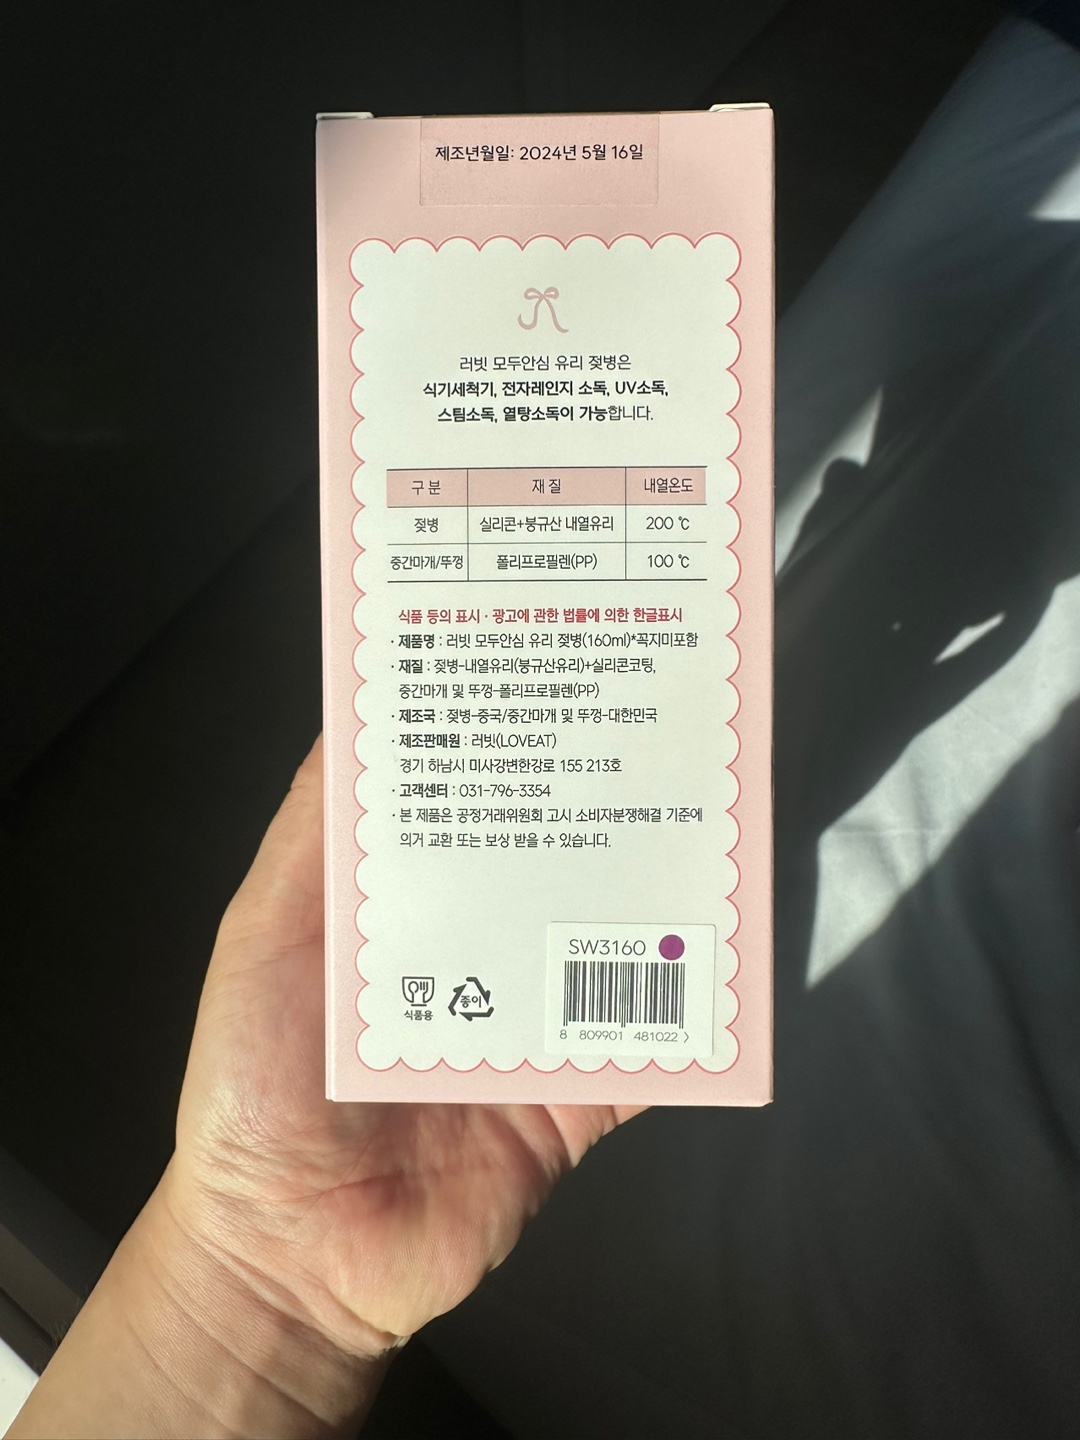 제조년월일: 2024년 5월 16일
러빗 모두안심 유리 젖병은
식기세척기, 전자레인지 소독, UV소독,
스팀소독, 열탕소독이 가능합니다.
구 분 재 질 내열온도
젖병 실리콘+붕규산 내열유리 200 ℃
중간마개/뚜껑 폴리프로필렌(PP) 100 ℃
식품 등의 표시·광고에 관한 법률에 의한 한글표시
· 제품명 : 러빗 모두안심 유리 젖병(160ml)*꼭지미포함
· 재질 : 젖병-내열유리(붕규산유리)+실리콘코팅,
중간마개 및 뚜껑-폴리프로필렌(PP)
· 제조국 : 젖병-중국/중간마개 및 뚜껑-대한민국
· 제조판매원 : 러빗(LOVEAT)
경기 하남시 미사강변한강로 155 213호
· 고객센터 : 031-796-3354
· 본 제품은 공정거래위원회 고시 소비자분쟁해결 기준에
의거 교환 또는 보상 받을 수 있습니다.
SW3160
식품용
종이
8 809901 481022 >